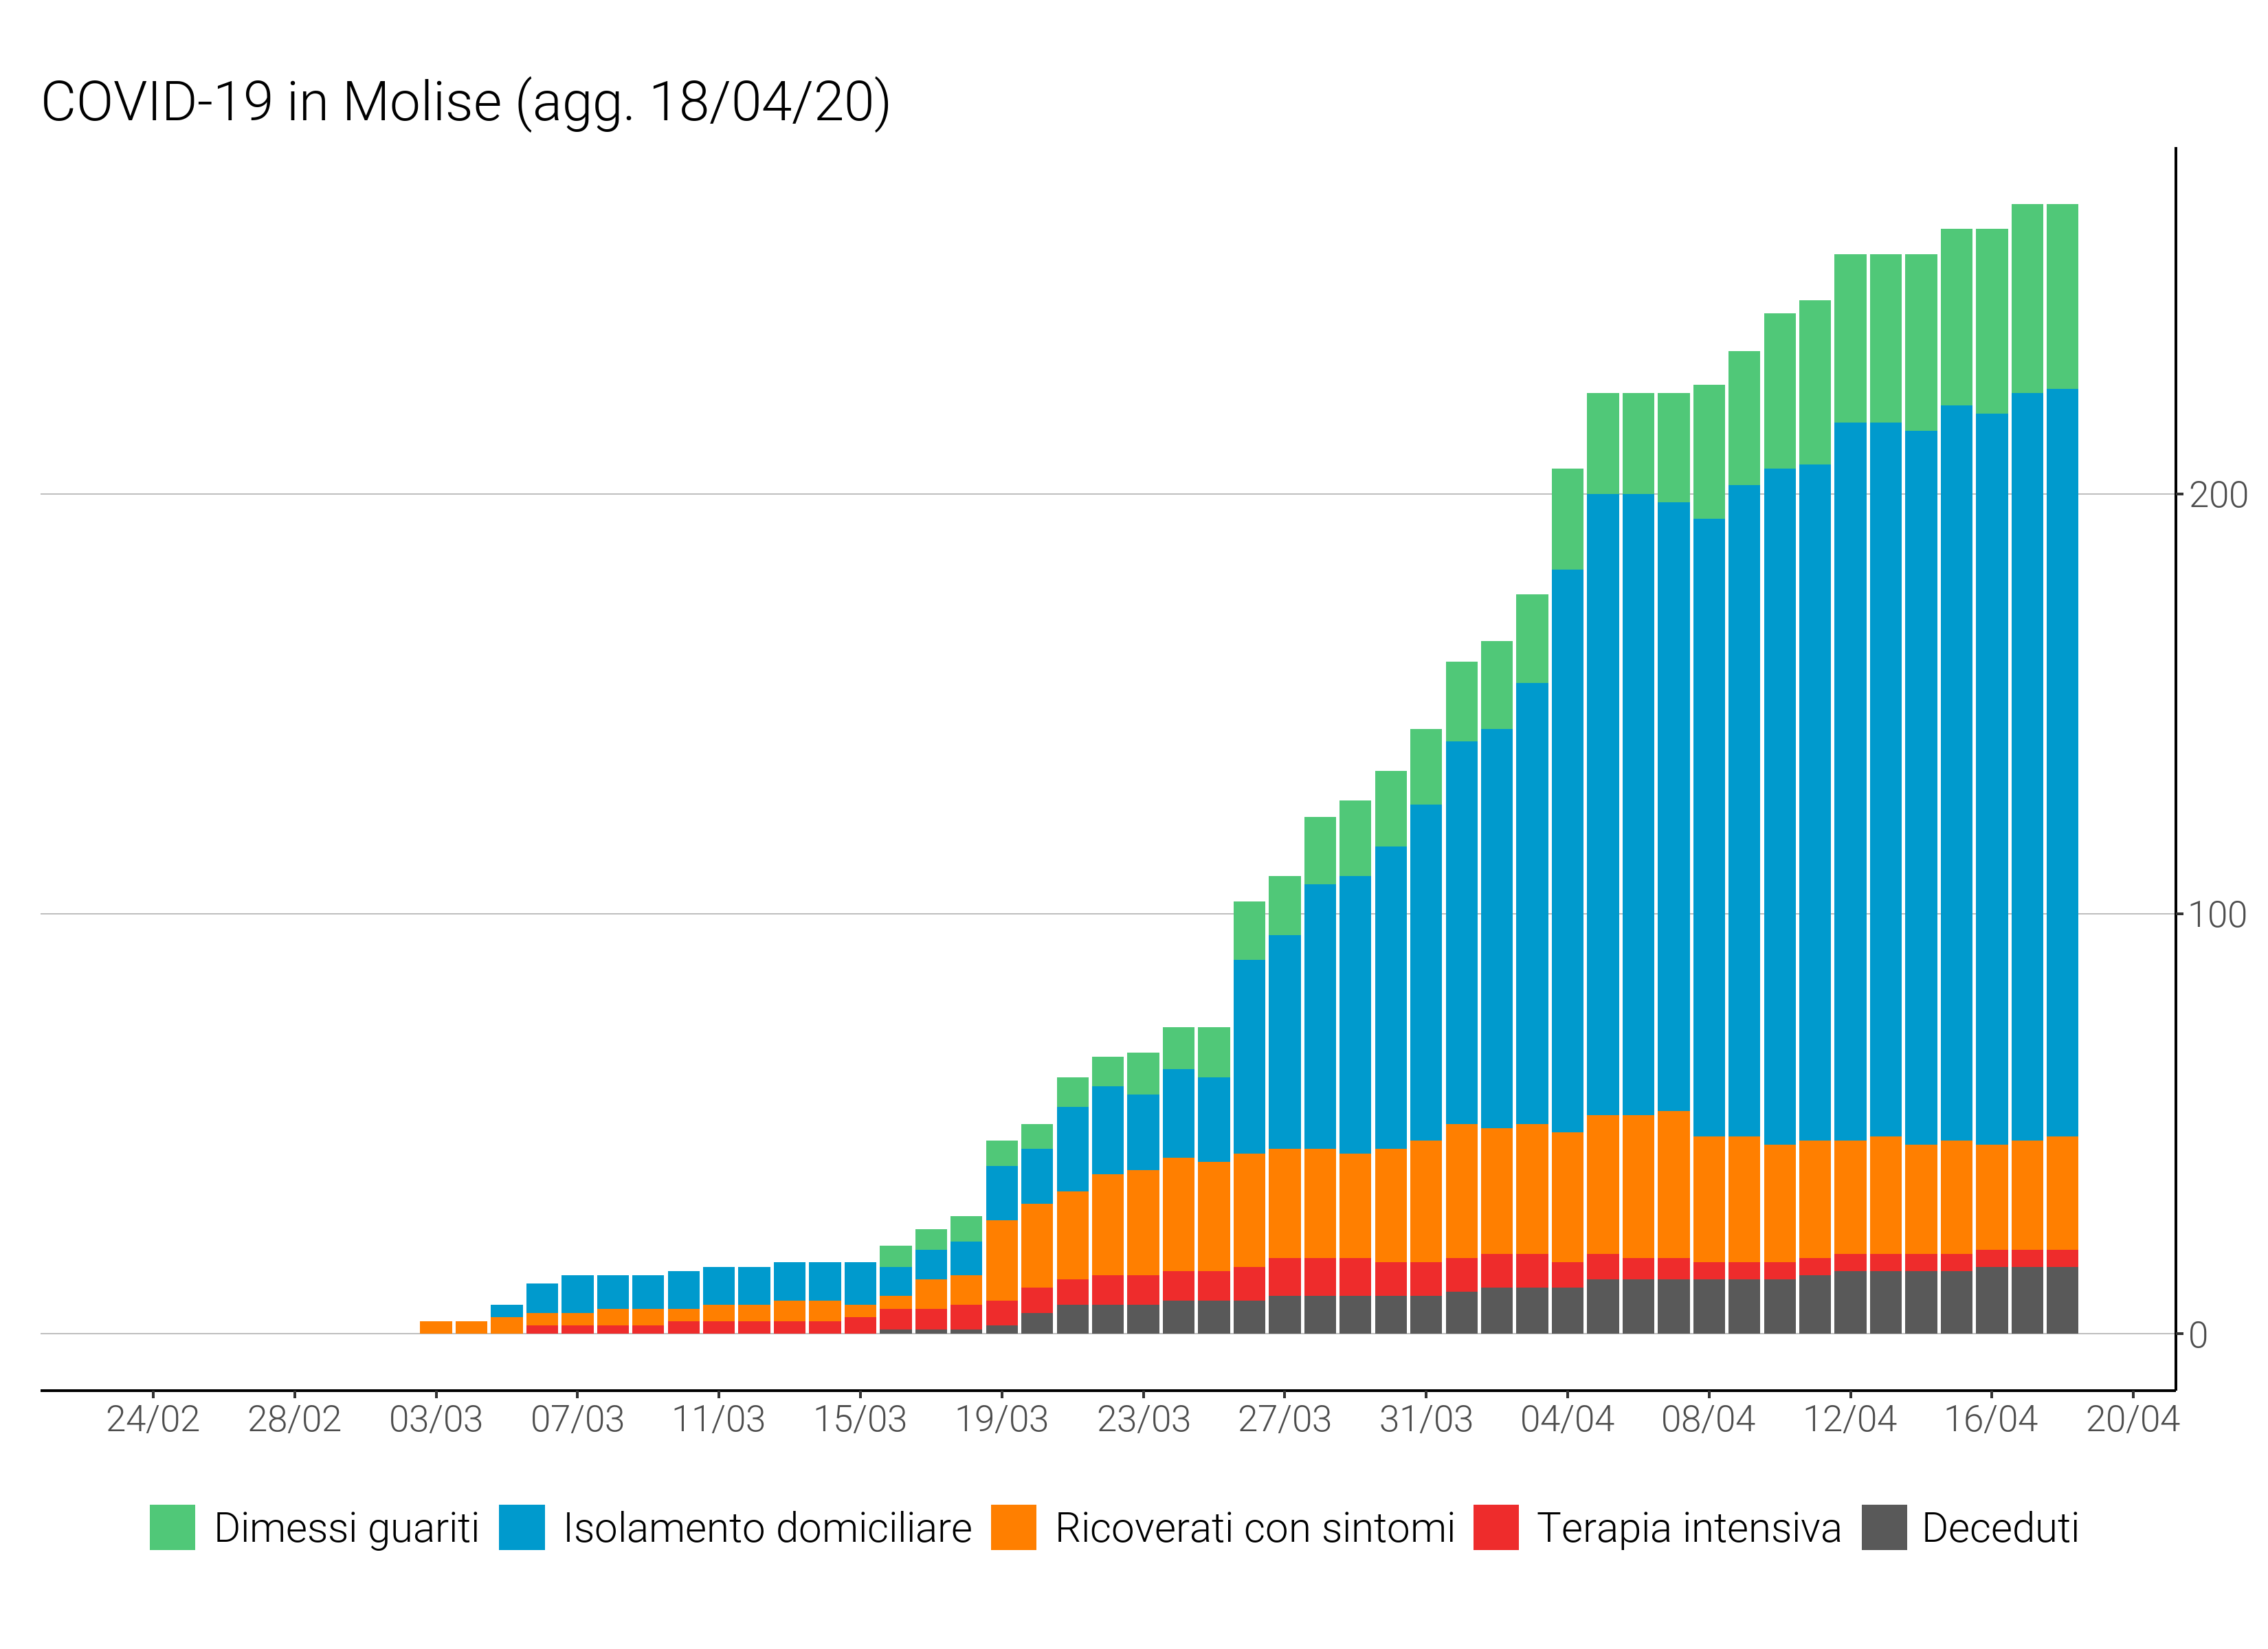 COVID-19 in Molise (agg. 18/04/20)
200
100
0
24/02 28/02 03/03 07/03 11/03 15/03 19/03 23/03 27/03 31/03 04/04 08/04 12/04 16/04 20/04
Dimessi guariti Isolamento domiciliare Ricoverati con sintomi Terapia intensiva Deceduti